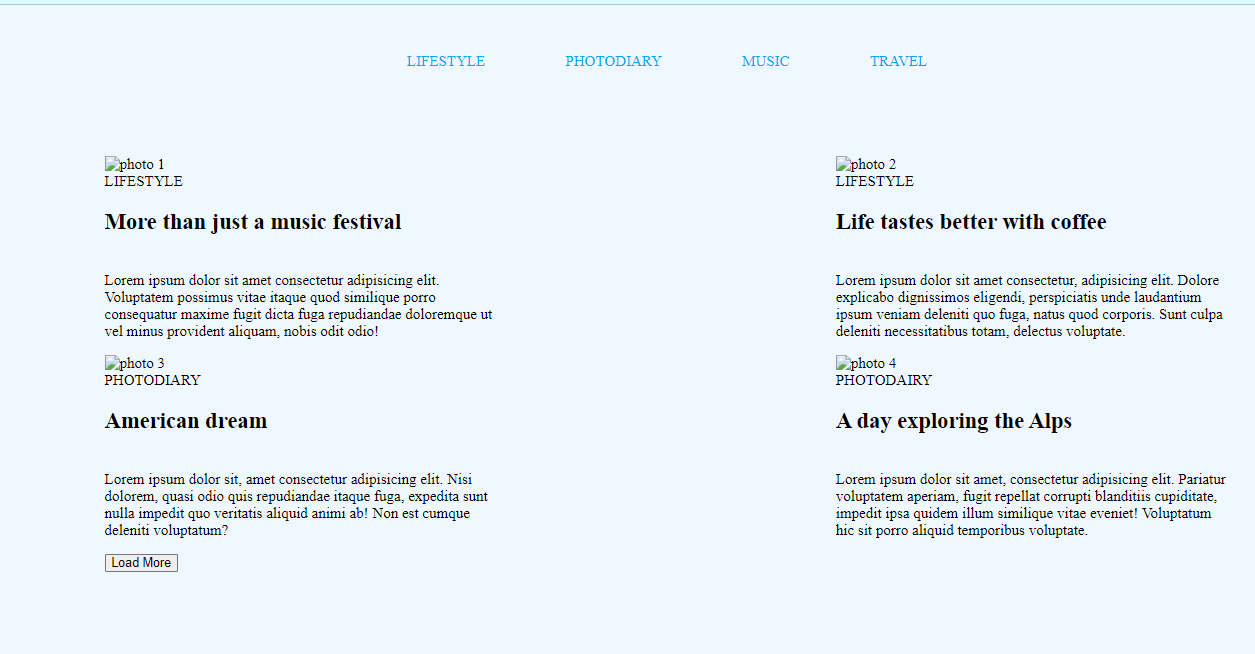 LIFESTYLE PHOTODIARY MUSIC TRAVEL
photo 1
LIFESTYLE
More than just a music festival
Lorem ipsum dolor sit amet consectetur adipisicing elit.
Voluptatem possimus vitae itaque quod similique porro
consequatur maxime fugit dicta fuga repudiandae doloremque ut
vel minus provident aliquam, nobis odit odio!
photo 2
LIFESTYLE
Life tastes better with coffee
Lorem ipsum dolor sit amet consectetur, adipisicing elit. Dolore
explicabo dignissimos eligendi, perspiciatis unde laudantium
ipsum veniam deleniti quo fuga, natus quod corporis. Sunt culpa
deleniti necessitatibus totam, delectus voluptate.
photo 3
PHOTODIARY
American dream
Lorem ipsum dolor sit, amet consectetur adipisicing elit. Nisi
dolorem, quasi odio quis repudiandae itaque fuga, expedita sunt
nulla impedit quo veritatis aliquid animi ab! Non est cumque
deleniti voluptatum?
photo 4
PHOTODAIRY
A day exploring the Alps
Lorem ipsum dolor sit amet, consectetur adipisicing elit. Pariatur
voluptatem aperiam, fugit repellat corrupti blanditiis cupiditate,
impedit ipsa quidem illum similique vitae eveniet! Voluptatum
hic sit porro aliquid temporibus voluptate.
Load More